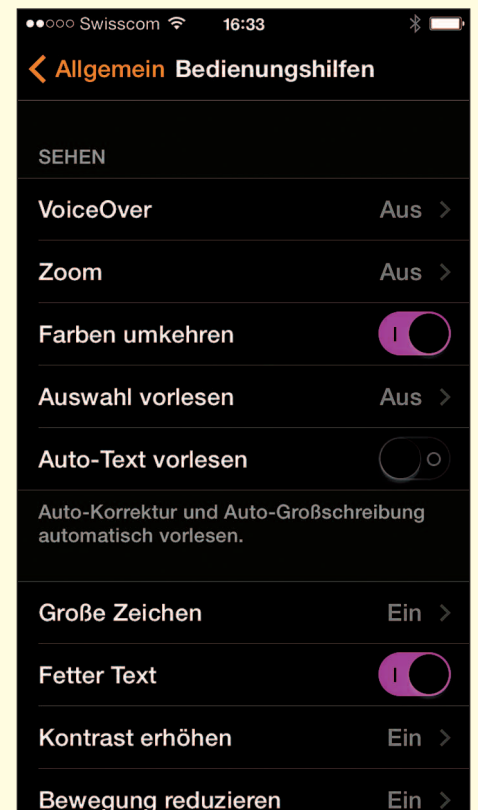 Swisscom 16:33
Allgemein Bedienungshilfen
SEHEN
VoiceOver Aus
Zoom Aus
Farben umkehren
Auswahl vorlesen Aus
Auto-Text vorlesen
Auto-Korrektur und Auto-Großschreibung
automatisch vorlesen.
Große Zeichen Ein
Fetter Text
Kontrast erhöhen Ein
Bewegung reduzieren Ein